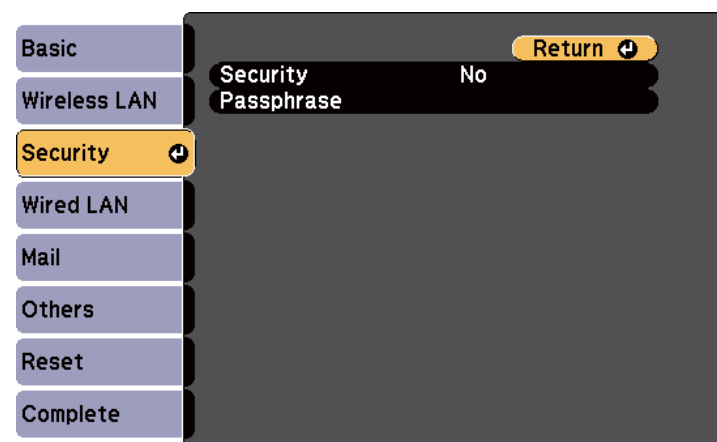 Basic
Wireless LAN
Security
Wired LAN
Mail
Others
Reset
Complete
Return
Security No
Passphrase